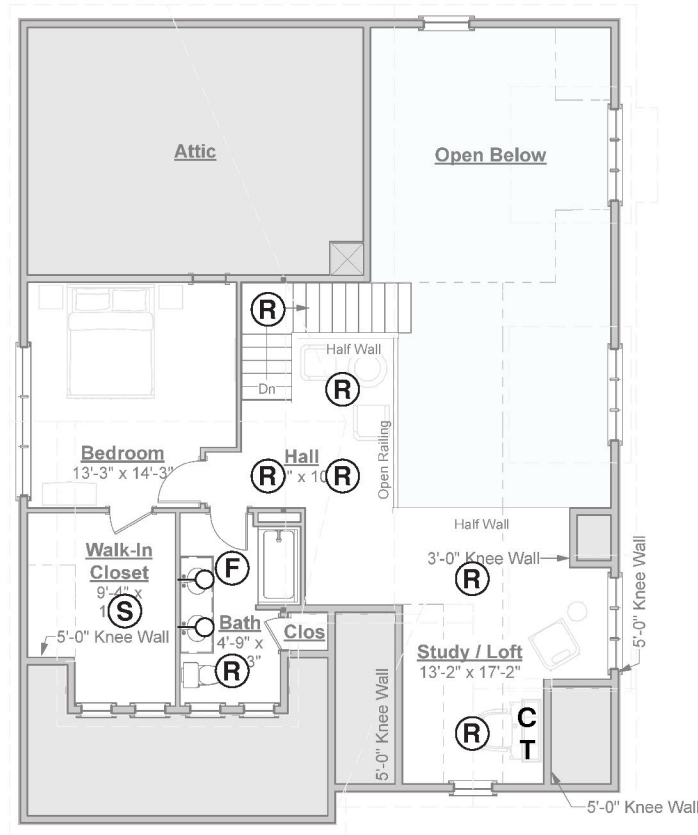 Attic
Open Below
R
Half Wall
Dn
R
Open Railing
Bedroom
13'-3" x 14'-3"
Hall
R
" x 10
R
Half Wall
Walk-In
Closet
9'-4" x
1
S
F
3'-0" Knee Wall
R
5'-0" Knee Wall
5'-0" Knee Wall
Bath
4'-9" x
3"
Clos
R
Study / Loft
13'-2" x 17'-2"
5'-0" Knee Wall
R
C
T
5'-0" Knee Wall